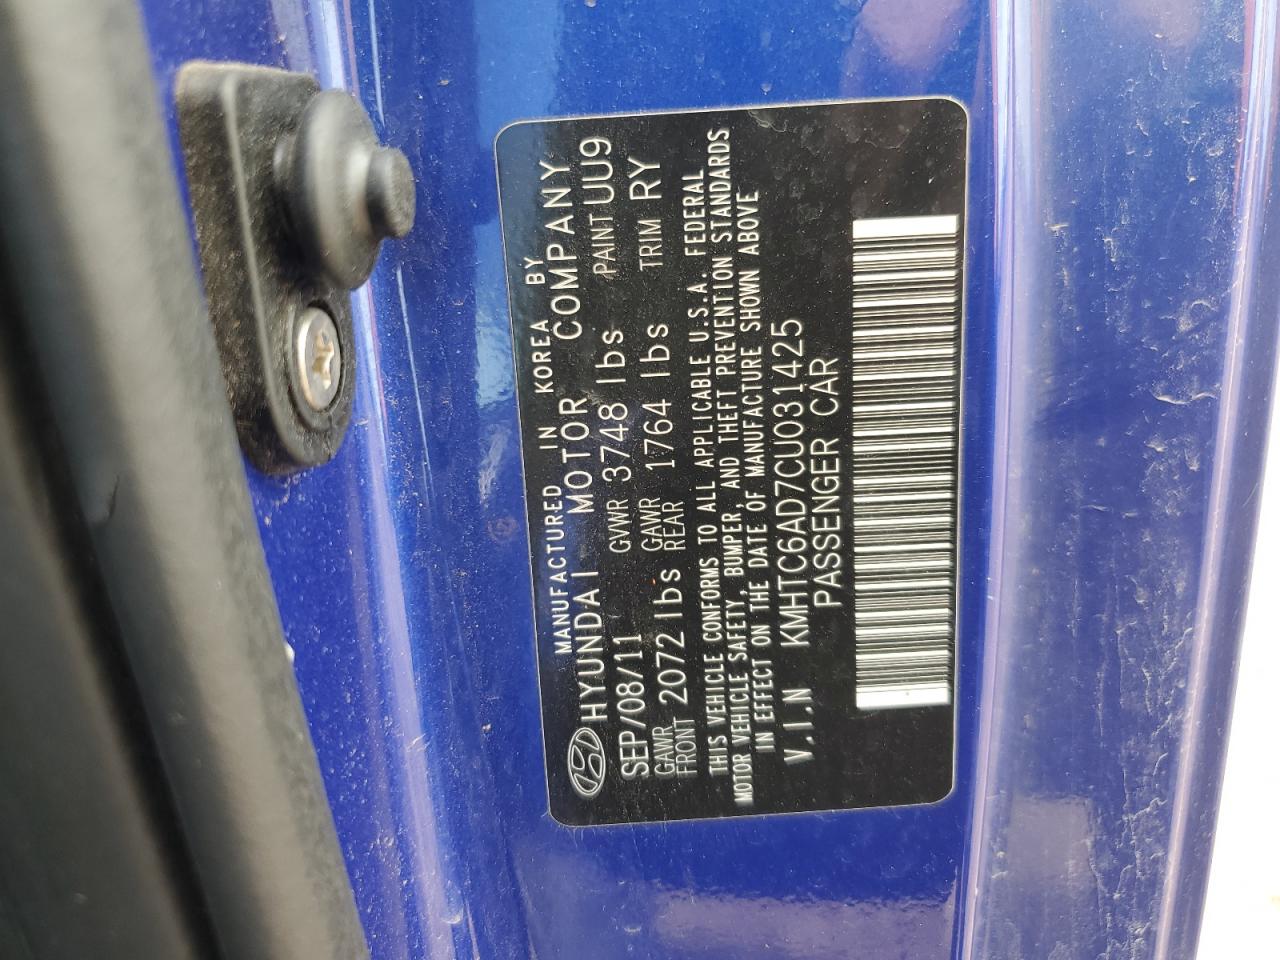 MANUFACTURED IN KOREA BY
HYUNDAI MOTOR COMPANY
SEP/08/11 GVWR 3748 lbs PAINT UU9
GAWR FRONT 2072 lbs GAWR REAR 1764 lbs TRIM RY
THIS VEHICLE CONFORMS TO ALL APPLICABLE U.S.A. FEDERAL
MOTOR VEHICLE SAFETY, BUMPER, AND THEFT PREVENTION STANDARDS
IN EFFECT ON THE DATE OF MANUFACTURE SHOWN ABOVE
V.I.N KMHTC6AD7CU031425
PASSENGER CAR